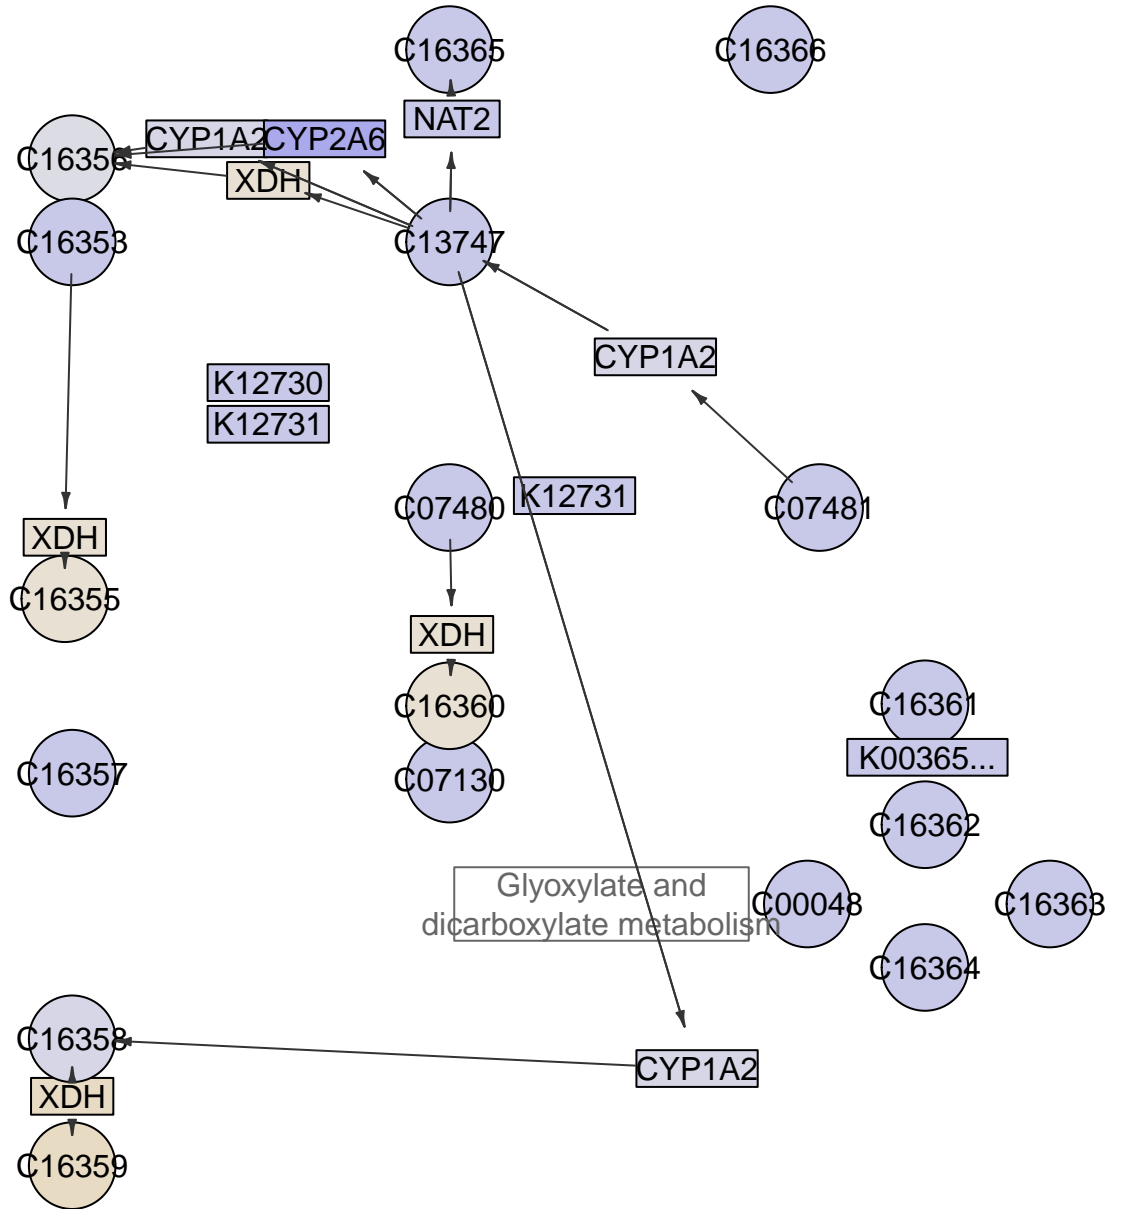 C16365
C16366
NAT2
CYP1A2
CYP2A6
C16356
XDH
C16353
C13747
CYP1A2
K12730
K12731
K12731
C07480
C07481
XDH
C16355
XDH
C16360
C16361
K00365...
C16357
C07130
C16362
Glyoxylate and
dicarboxylate metabolism
C00048
C16363
C16364
C16358
CYP1A2
XDH
C16359